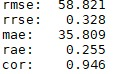 rmse: 58.821
rrse: 0.328
mae: 35.809
rae: 0.255
cor: 0.946